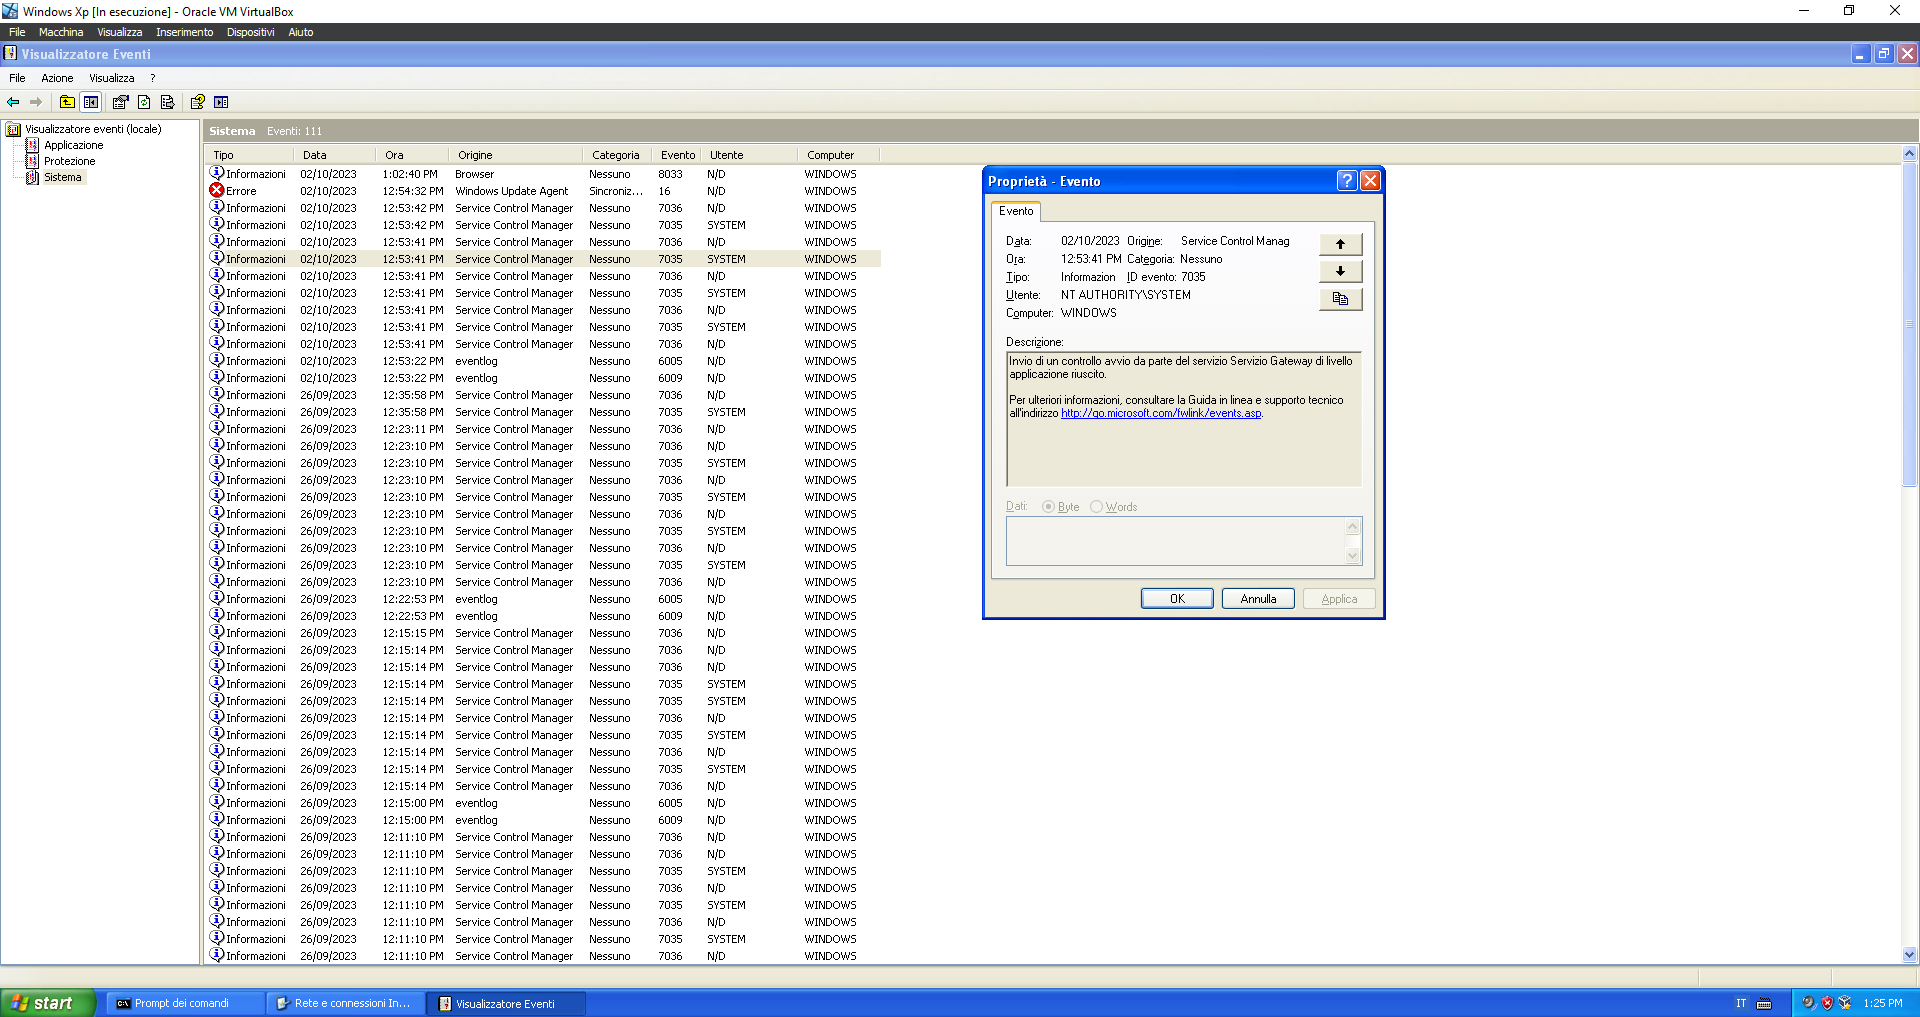 Windows Xp [In esecuzione] - Oracle VM VirtualBox
File Macchina Visualizza Inserimento Dispositivi Aiuto
Visualizzatore Eventi
File Azione Visualizza ?
Visualizzatore eventi (locale)
Applicazione
Protezione
Sistema
Sistema Eventi: 111
Tipo Data Ora Origine Categoria Evento Utente Computer
Informazioni 02/10/2023 1:02:40 PM Browser Nessuno 8033 N/D WINDOWS
Errore 02/10/2023 12:54:32 PM Windows Update Agent Sincroniz... 16 N/D WINDOWS
Informazioni 02/10/2023 12:53:42 PM Service Control Manager Nessuno 7036 N/D WINDOWS
Informazioni 02/10/2023 12:53:42 PM Service Control Manager Nessuno 7035 SYSTEM WINDOWS
Informazioni 02/10/2023 12:53:41 PM Service Control Manager Nessuno 7036 N/D WINDOWS
Informazioni 02/10/2023 12:53:41 PM Service Control Manager Nessuno 7035 SYSTEM WINDOWS
Informazioni 02/10/2023 12:53:41 PM Service Control Manager Nessuno 7036 N/D WINDOWS
Informazioni 02/10/2023 12:53:41 PM Service Control Manager Nessuno 7035 SYSTEM WINDOWS
Informazioni 02/10/2023 12:53:41 PM Service Control Manager Nessuno 7036 N/D WINDOWS
Informazioni 02/10/2023 12:53:41 PM Service Control Manager Nessuno 7035 SYSTEM WINDOWS
Informazioni 02/10/2023 12:53:41 PM Service Control Manager Nessuno 7036 N/D WINDOWS
Informazioni 02/10/2023 12:53:22 PM eventlog Nessuno 6005 N/D WINDOWS
Informazioni 02/10/2023 12:53:22 PM eventlog Nessuno 6009 N/D WINDOWS
Informazioni 26/09/2023 12:35:58 PM Service Control Manager Nessuno 7036 N/D WINDOWS
Informazioni 26/09/2023 12:35:58 PM Service Control Manager Nessuno 7035 SYSTEM WINDOWS
Informazioni 26/09/2023 12:23:11 PM Service Control Manager Nessuno 7036 N/D WINDOWS
Informazioni 26/09/2023 12:23:10 PM Service Control Manager Nessuno 7036 N/D WINDOWS
Informazioni 26/09/2023 12:23:10 PM Service Control Manager Nessuno 7035 SYSTEM WINDOWS
Informazioni 26/09/2023 12:23:10 PM Service Control Manager Nessuno 7036 N/D WINDOWS
Informazioni 26/09/2023 12:23:10 PM Service Control Manager Nessuno 7035 SYSTEM WINDOWS
Informazioni 26/09/2023 12:23:10 PM Service Control Manager Nessuno 7036 N/D WINDOWS
Informazioni 26/09/2023 12:23:10 PM Service Control Manager Nessuno 7035 SYSTEM WINDOWS
Informazioni 26/09/2023 12:23:10 PM Service Control Manager Nessuno 7036 N/D WINDOWS
Informazioni 26/09/2023 12:23:10 PM Service Control Manager Nessuno 7035 SYSTEM WINDOWS
Informazioni 26/09/2023 12:23:10 PM Service Control Manager Nessuno 7036 N/D WINDOWS
Informazioni 26/09/2023 12:22:53 PM eventlog Nessuno 6005 N/D WINDOWS
Informazioni 26/09/2023 12:22:53 PM eventlog Nessuno 6009 N/D WINDOWS
Informazioni 26/09/2023 12:15:15 PM Service Control Manager Nessuno 7036 N/D WINDOWS
Informazioni 26/09/2023 12:15:14 PM Service Control Manager Nessuno 7036 N/D WINDOWS
Informazioni 26/09/2023 12:15:14 PM Service Control Manager Nessuno 7036 N/D WINDOWS
Informazioni 26/09/2023 12:15:14 PM Service Control Manager Nessuno 7035 SYSTEM WINDOWS
Informazioni 26/09/2023 12:15:14 PM Service Control Manager Nessuno 7035 SYSTEM WINDOWS
Informazioni 26/09/2023 12:15:14 PM Service Control Manager Nessuno 7036 N/D WINDOWS
Informazioni 26/09/2023 12:15:14 PM Service Control Manager Nessuno 7035 SYSTEM WINDOWS
Informazioni 26/09/2023 12:15:14 PM Service Control Manager Nessuno 7036 N/D WINDOWS
Informazioni 26/09/2023 12:15:14 PM Service Control Manager Nessuno 7035 SYSTEM WINDOWS
Informazioni 26/09/2023 12:15:14 PM Service Control Manager Nessuno 7036 N/D WINDOWS
Informazioni 26/09/2023 12:15:00 PM eventlog Nessuno 6005 N/D WINDOWS
Informazioni 26/09/2023 12:15:00 PM eventlog Nessuno 6009 N/D WINDOWS
Informazioni 26/09/2023 12:11:10 PM Service Control Manager Nessuno 7036 N/D WINDOWS
Informazioni 26/09/2023 12:11:10 PM Service Control Manager Nessuno 7036 N/D WINDOWS
Informazioni 26/09/2023 12:11:10 PM Service Control Manager Nessuno 7035 SYSTEM WINDOWS
Informazioni 26/09/2023 12:11:10 PM Service Control Manager Nessuno 7036 N/D WINDOWS
Informazioni 26/09/2023 12:11:10 PM Service Control Manager Nessuno 7035 SYSTEM WINDOWS
Informazioni 26/09/2023 12:11:10 PM Service Control Manager Nessuno 7036 N/D WINDOWS
Informazioni 26/09/2023 12:11:10 PM Service Control Manager Nessuno 7035 SYSTEM WINDOWS
Informazioni 26/09/2023 12:11:10 PM Service Control Manager Nessuno 7036 N/D WINDOWS
Proprietà - Evento
Evento
Data: 02/10/2023 Origine: Service Control Manag
Ora: 12:53:41 PM Categoria: Nessuno
Tipo: Informazion ID evento: 7035
Utente: NT AUTHORITY\SYSTEM
Computer: WINDOWS
Descrizione:
Invio di un controllo avvio da parte del servizio Servizio Gateway di livello
applicazione riuscito.
Per ulteriori informazioni, consultare la Guida in linea e supporto tecnico
all'indirizzo http://go.microsoft.com/fwlink/events.asp.
Dati: Byte Words
OK Annulla Applica
start Prompt dei comandi Rete e connessioni In... Visualizzatore Eventi IT 1:25 PM